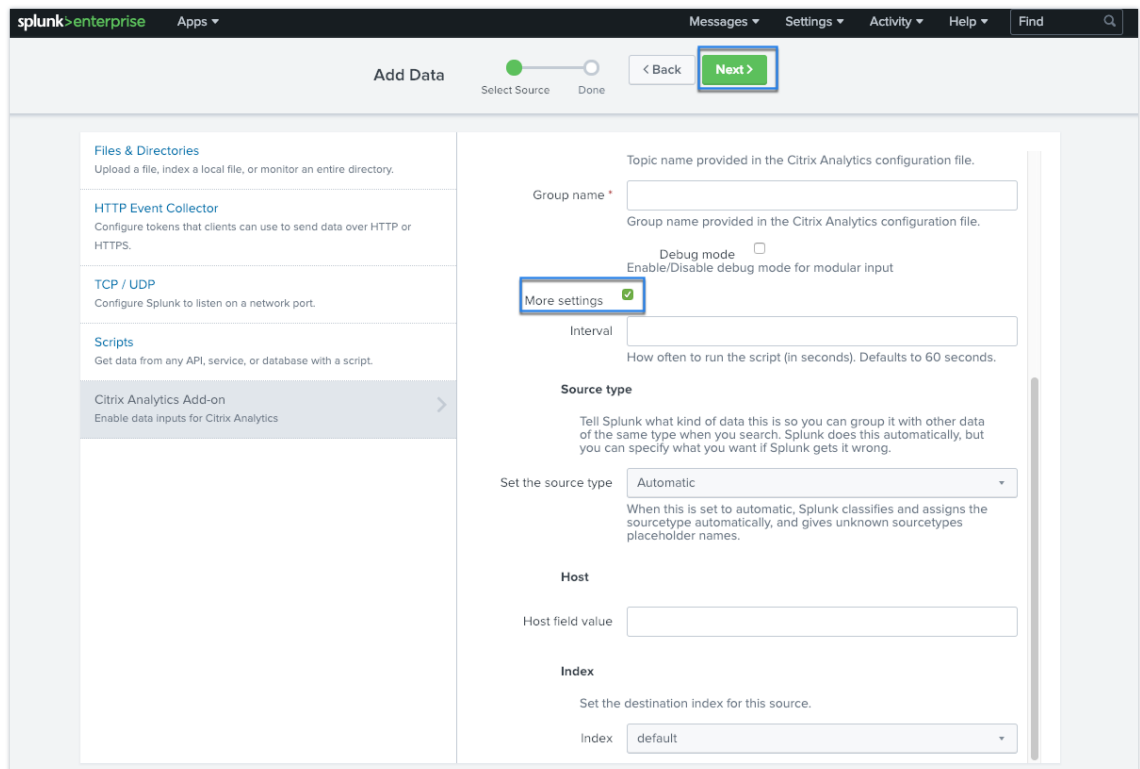 splunk>enterprise Apps Messages Settings Activity Help Find
Add Data
Select Source
Done
< Back
Next >
Files & Directories
Upload a file, index a local file, or monitor an entire directory.
HTTP Event Collector
Configure tokens that clients can use to send data over HTTP or
HTTPS.
TCP / UDP
Configure Splunk to listen on a network port.
Scripts
Get data from any API, service, or database with a script.
Citrix Analytics Add-on
Enable data inputs for Citrix Analytics
Topic name provided in the Citrix Analytics configuration file.
Group name *
Group name provided in the Citrix Analytics configuration file.
Debug mode
Enable/Disable debug mode for modular input
More settings
Interval
How often to run the script (in seconds). Defaults to 60 seconds.
Source type
Tell Splunk what kind of data this is so you can group it with other data
of the same type when you search. Splunk does this automatically, but
you can specify what you want if Splunk gets it wrong.
Set the source type Automatic
When this is set to automatic, Splunk classifies and assigns the
sourcetype automatically, and gives unknown sourcetypes
placeholder names.
Host
Host field value
Index
Set the destination index for this source.
Index default